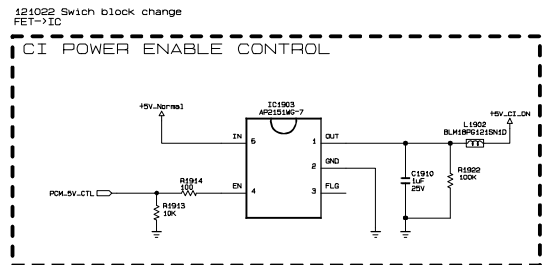 121022 Swich block change
FET->IC
CI POWER ENABLE CONTROL
+5V_Normal
IC1903
AP2151WG-7
+5V_CI_ON
L1902
BLM18PG121SN1D
IN 5
1 OUT
2 GND
3 FLG
EN 4
PCM_5V_CTL
R1914
100
R1913
10K
C1910
1uF
25V
R1922
100K